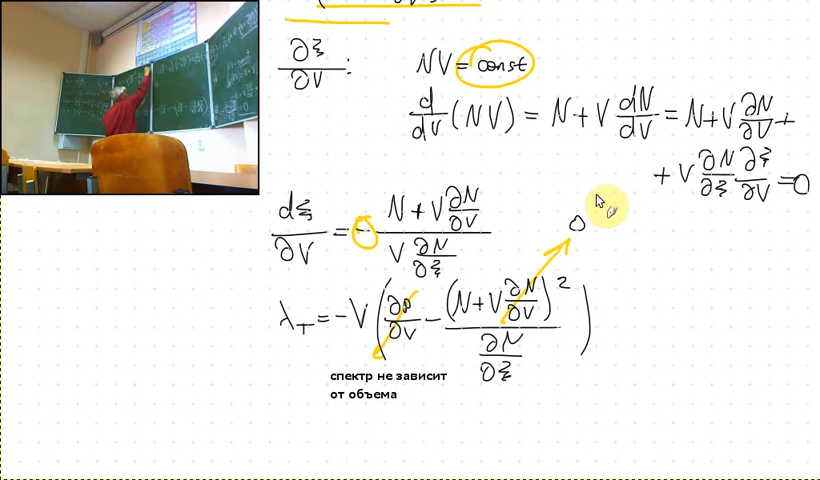 ∂ξ/∂V : NV = const
d/dV (NV) = N + V dN/dV = N + V ∂N/∂V +
+ V ∂N/∂ξ ∂ξ/∂V = 0
dξ/∂V = - (N + V ∂N/∂V) / (V ∂N/∂ξ)
0
λ_T = -V ( ∂P/∂V - (N + V ∂N/∂V)² / (∂N/∂ξ) )
спектр не зависит
от объема